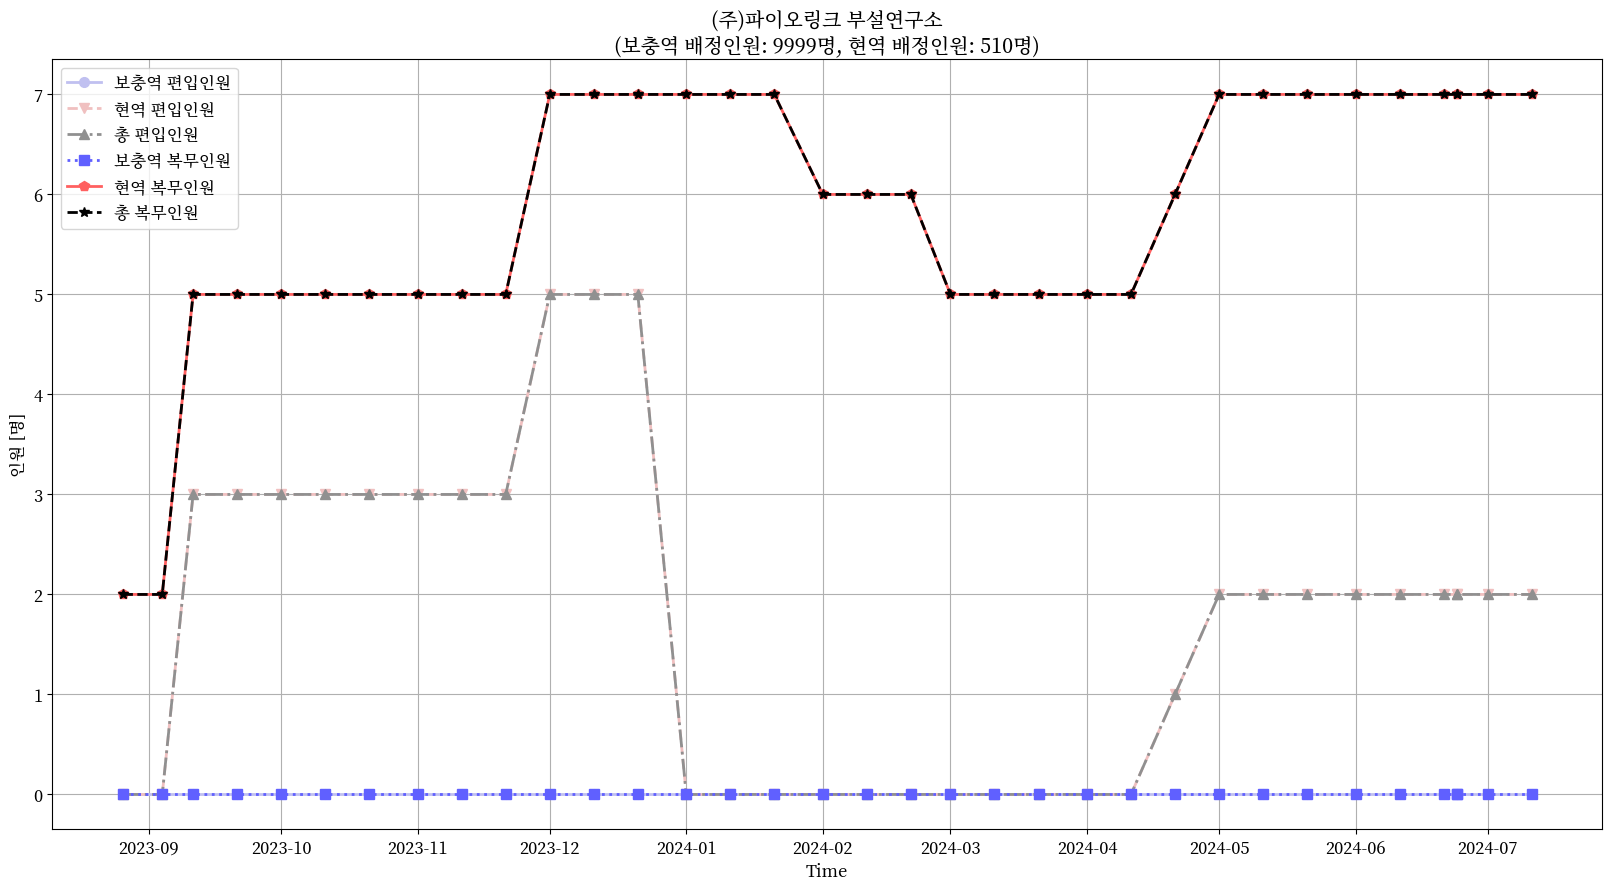 (주)파이오링크 부설연구소
(보충역 배정인원: 9999명, 현역 배정인원: 510명)
보충역 편입인원
현역 편입인원
총 편입인원
보충역 복무인원
현역 복무인원
총 복무인원
인원 [명]
7
6
5
4
3
2
1
0
2023-09 2023-10 2023-11 2023-12 2024-01 2024-02 2024-03 2024-04 2024-05 2024-06 2024-07
Time